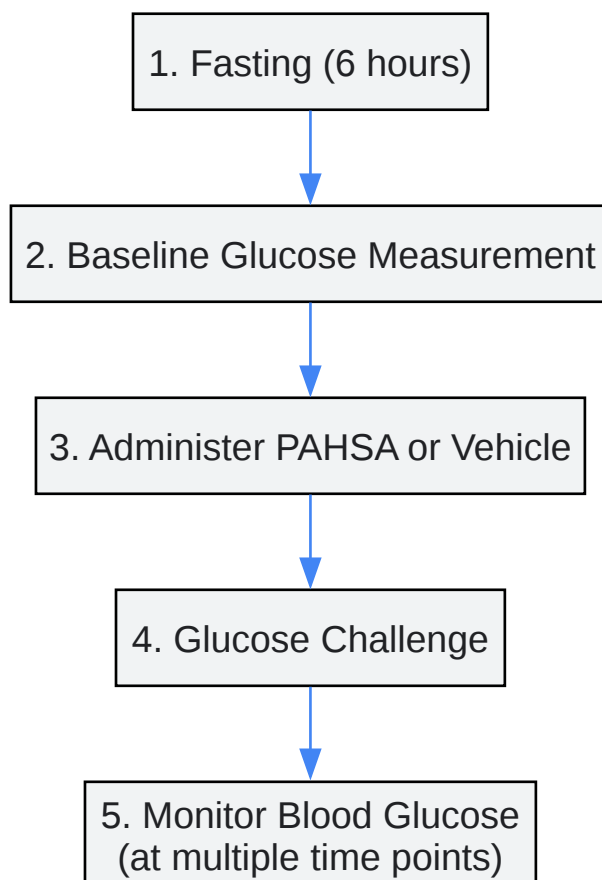 1. Fasting (6 hours)
2. Baseline Glucose Measurement
3. Administer PAHSA or Vehicle
4. Glucose Challenge
5. Monitor Blood Glucose
(at multiple time points)